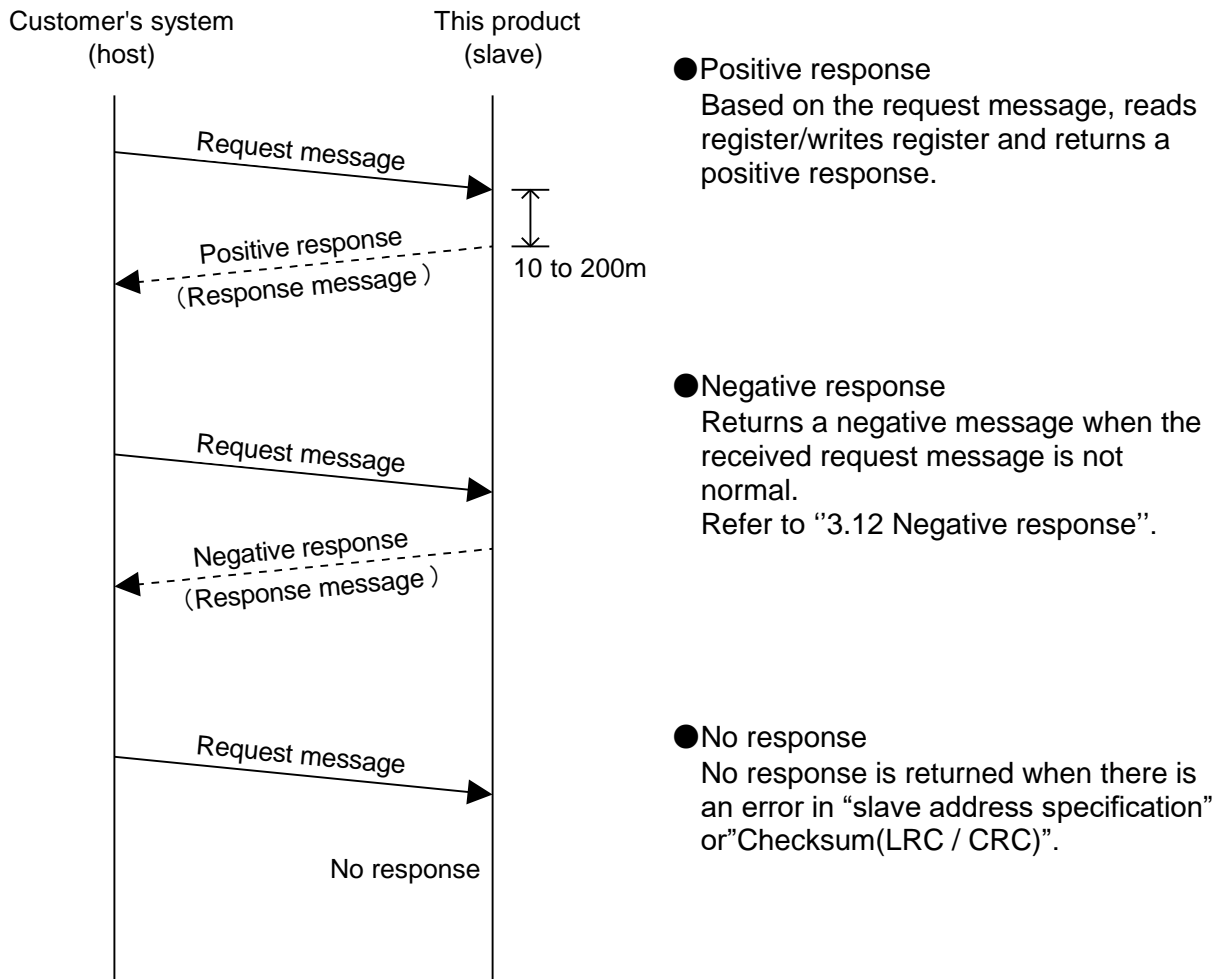 Customer's system
(host)
This product
(slave)
Request message
Positive response
（Response message）
10 to 200m
●Positive response
Based on the request message, reads
register/writes register and returns a
positive response.
Request message
Negative response
（Response message）
●Negative response
Returns a negative message when the
received request message is not
normal.
Refer to ‘’3.12 Negative response’’.
Request message
No response
●No response
No response is returned when there is
an error in “slave address specification”
or”Checksum(LRC / CRC)”.